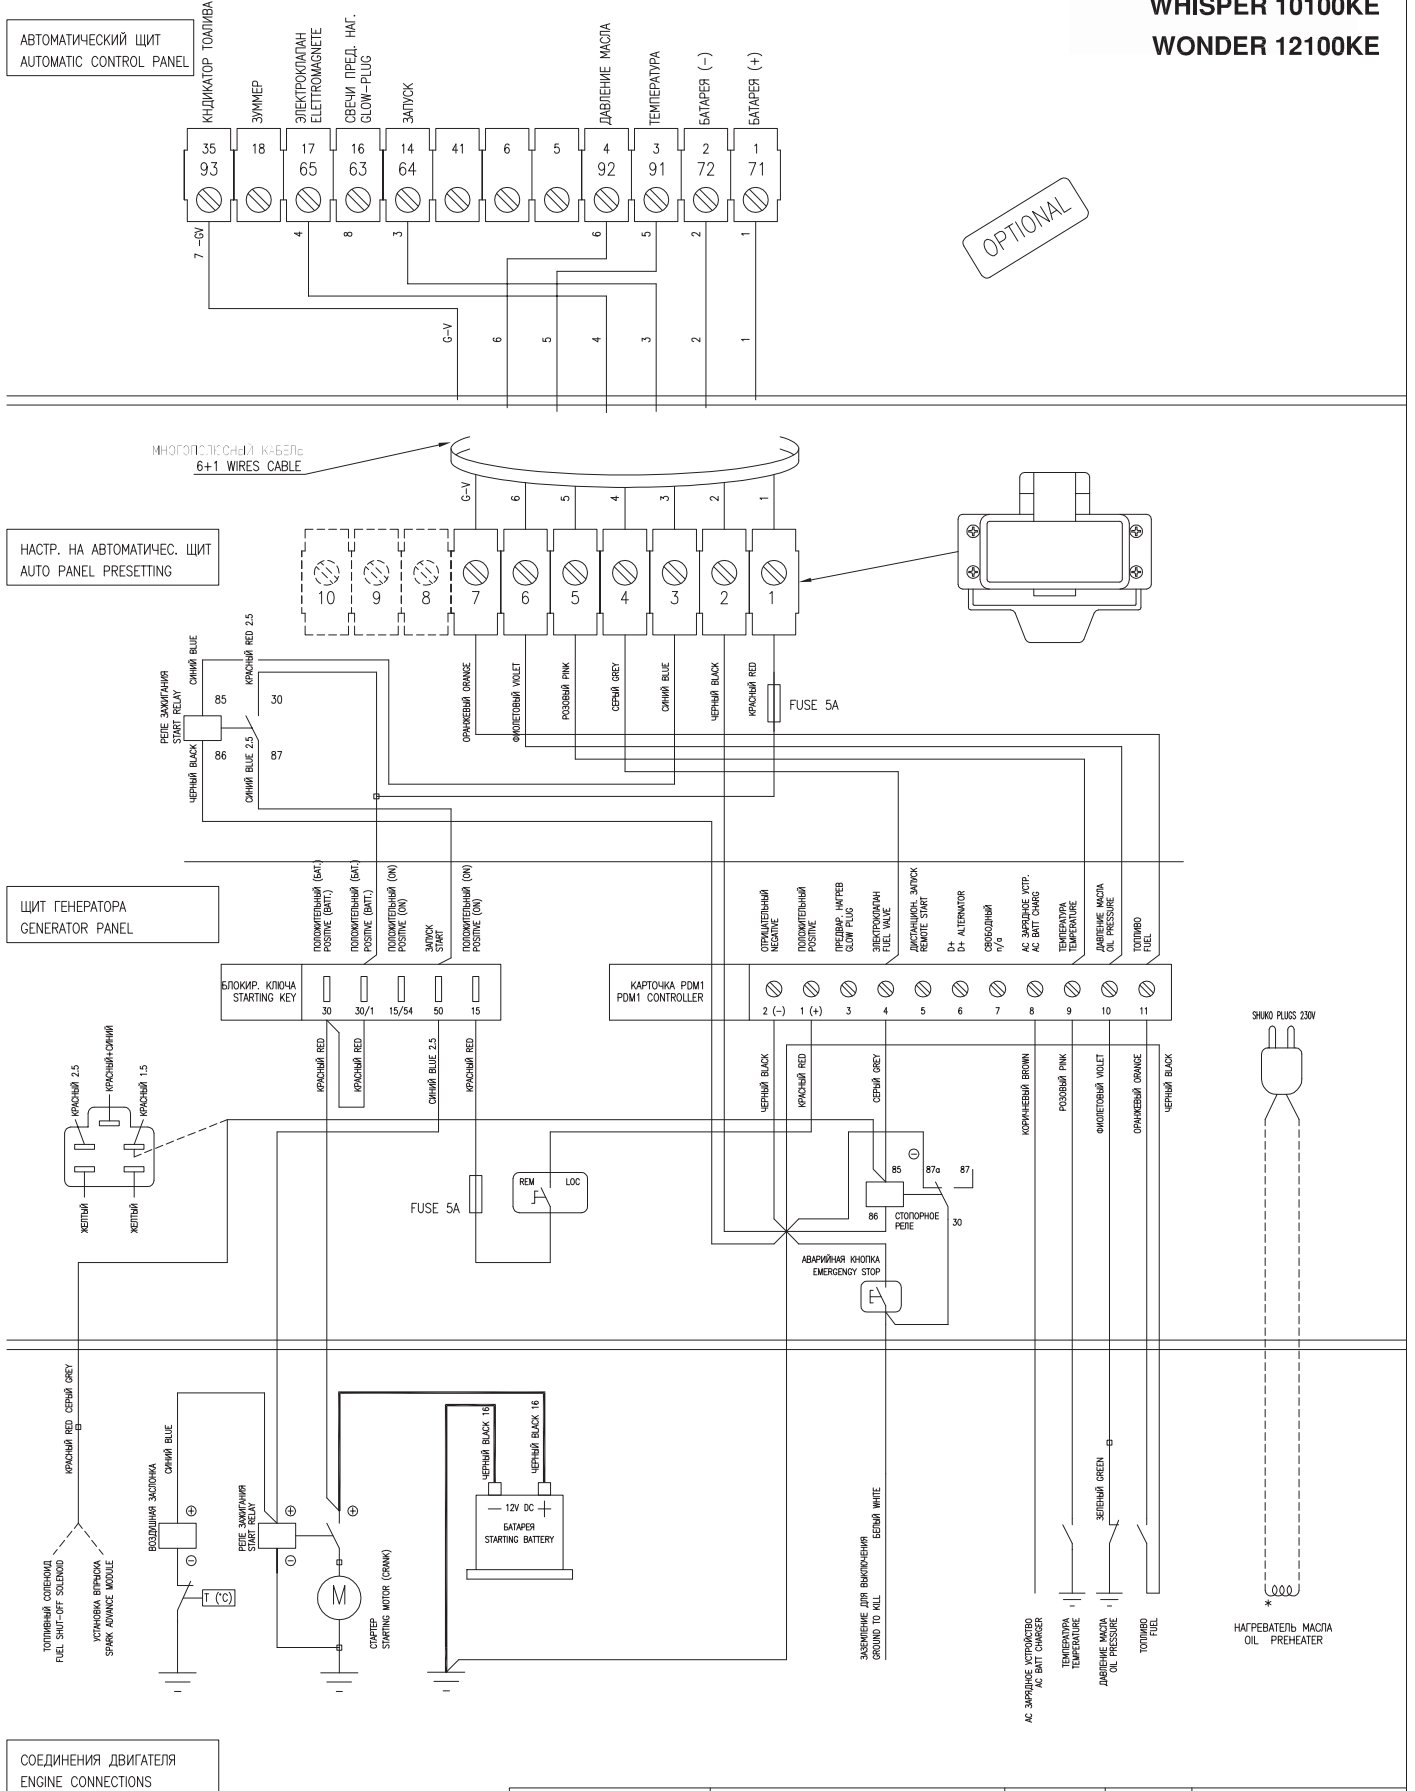 WHISPER 10100KE
WONDER 12100KE
АВТОМАТИЧЕСКИЙ ЩИТ
AUTOMATIC CONTROL PANEL
КНДИКАТОР ТОАЛИВА
ЗУММЕР
ЭЛЕКТРОКЛАПАН
ELETTROMAGNETE
СВЕЧИ ПРЕД. НАГ.
GLOW-PLUG
ЗАПУСК
ДАВЛЕНИЕ МАСЛА
ТЕМПЕРАТУРА
БАТАРЕЯ (-)
БАТАРЕЯ (+)
35 18 17 16 14 41 6 5 4 3 2 1
93 65 63 64 92 91 72 71
7 -GV 4 8 3 6 5 2 1
OPTIONAL
G-V 6 5 4 3 2 1
МНОГОПОЛЮСНЫЙ КАБЕЛЬ
6+1 WIRES CABLE
G-V 6 5 4 3 2 1
НАСТР. НА АВТОМАТИЧЕС. ЩИТ
AUTO PANEL PRESETTING
10 9 8 7 6 5 4 3 2 1
ОРАНЖЕВЫЙ ORANGE
ФИОЛЕТОВЫЙ VIOLET
РОЗОВЫЙ PINK
СЕРЫЙ GREY
СИНИЙ BLUE
ЧЕРНЫЙ BLACK
КРАСНЫЙ RED
FUSE 5A
РЕЛЕ ЗАЖИГАНИЯ
START RELAY
СИНИЙ BLUE
КРАСНЫЙ RED 2.5
85 30
86 87
ЧЕРНЫЙ BLACK
СИНИЙ BLUE 2.5
ЩИТ ГЕНЕРАТОРА
GENERATOR PANEL
ПОЛОЖИТЕЛЬНЫЙ (БАТ.)
POSITIVE (BATT.)
ПОЛОЖИТЕЛЬНЫЙ (БАТ.)
POSITIVE (BATT.)
ПОЛОЖИТЕЛЬНЫЙ (ON)
POSITIVE (ON)
ЗАПУСК
START
ПОЛОЖИТЕЛЬНЫЙ (ON)
POSITIVE (ON)
ОТРИЦАТЕЛЬНЫЙ
NEGATIVE
ПОЛОЖИТЕЛЬНЫЙ
POSITIVE
ПРЕДВАР. НАГРЕВ
GLOW PLUG
ЭЛЕКТРОКЛАПАН
FUEL VALVE
ДИСТАНЦИОН. ЗАПУСК
REMOTE START
D+
D+ ALTERNATOR
СВОБОДНЫЙ
n/a
АС ЗАРЯДНОЕ УСТР.
AC BATT CHARG
ТЕМПЕРАТУРА
TEMPERATURE
ДАВЛЕНИЕ МАСЛА
OIL PRESSURE
ТОПЛИВО
FUEL
БЛОКИР. КЛЮЧА
STARTING KEY
30 30/1 15/54 50 15
КАРТОЧКА PDM1
PDM1 CONTROLLER
2 (-) 1 (+) 3 4 5 6 7 8 9 10 11
КРАСНЫЙ RED
КРАСНЫЙ RED
СИНИЙ BLUE 2.5
КРАСНЫЙ RED
ЧЕРНЫЙ BLACK
КРАСНЫЙ RED
СЕРЫЙ GREY
КОРИЧНЕВЫЙ BROWN
РОЗОВЫЙ PINK
ФИОЛЕТОВЫЙ VIOLET
ОРАНЖЕВЫЙ ORANGE
ЧЕРНЫЙ BLACK
SHUKO PLUGS 230V
КРАСНЫЙ 2.5
КРАСНЫЙ+СИНИЙ
КРАСНЫЙ 1.5
ЖЕЛТЫЙ
ЖЕЛТЫЙ
FUSE 5A
REM LOC
85 87a 87
86 СТОПОРНОЕ
РЕЛЕ
30
АВАРИЙНАЯ КНОПКА
EMERGENGY STOP
КРАСНЫЙ RED СЕРЫЙ GREY
ТОПЛИВНЫЙ СОЛЕНОИД
FUEL SHUT-OFF SOLENOID
УСТАНОВКА ВПРЫСКА
SPARK ADVANCE MODULE
ВОЗДУШНАЯ ЗАСЛОНКА
СИНИЙ BLUE
T (°C)
РЕЛЕ ЗАЖИГАНИЯ
START RELAY
M
СТАРТЕР
STARTING MOTOR (CRANK)
ЧЕРНЫЙ BLACK 16
ЧЕРНЫЙ BLACK 16
12V DC
БАТАРЕЯ
STARTING BATTERY
ЗАЗЕМЛЕНИЕ ДЛЯ ВЫКЛЮЧЕНИЯ
GROUND TO KILL
БЕЛЫЙ WHITE
ЗЕЛЕНЫЙ GREEN
АС ЗАРЯДНОЕ УСТРОЙСТВО
AC BATT CHARGER
ТЕМПЕРАТУРА
TEMPERATURE
ДАВЛЕНИЕ МАСЛА
OIL PRESSURE
ТОПЛИВО
FUEL
*
НАГРЕВАТЕЛЬ МАСЛА
OIL PREHEATER
СОЕДИНЕНИЯ ДВИГАТЕЛЯ
ENGINE CONNECTIONS